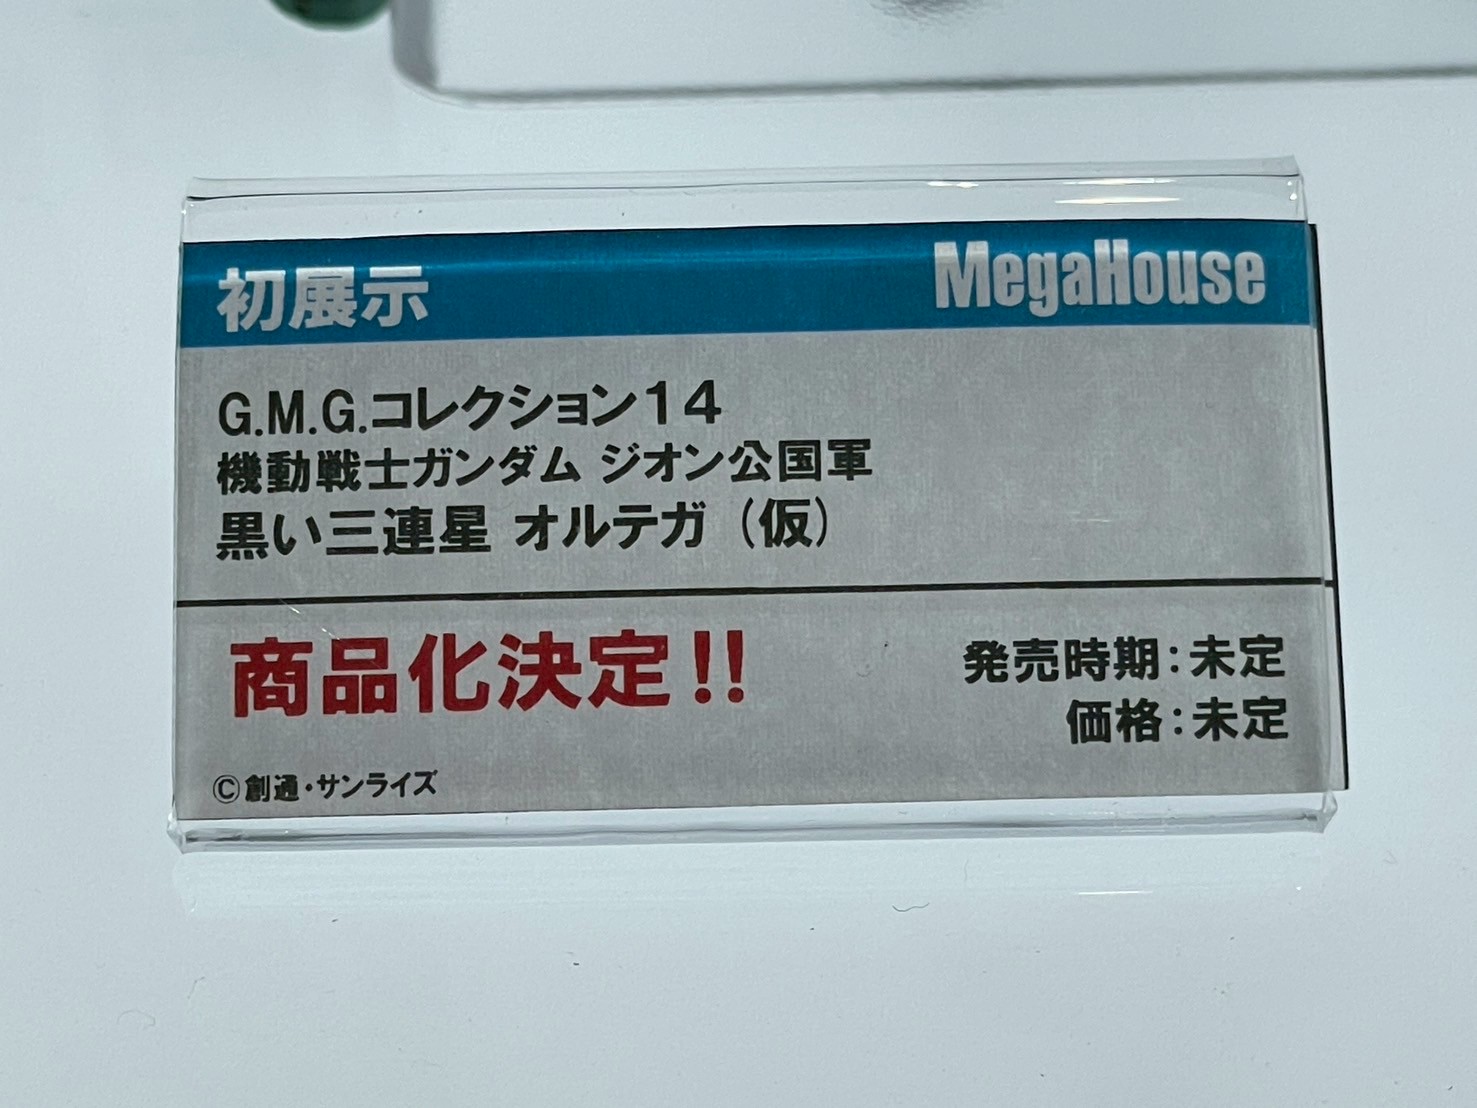 初展示 MegaHouse
G.M.G.コレクション14
機動戦士ガンダム ジオン公国軍
黒い三連星 オルテガ（仮）
商品化決定!!
発売時期：未定
価格：未定
©創通・サンライズ